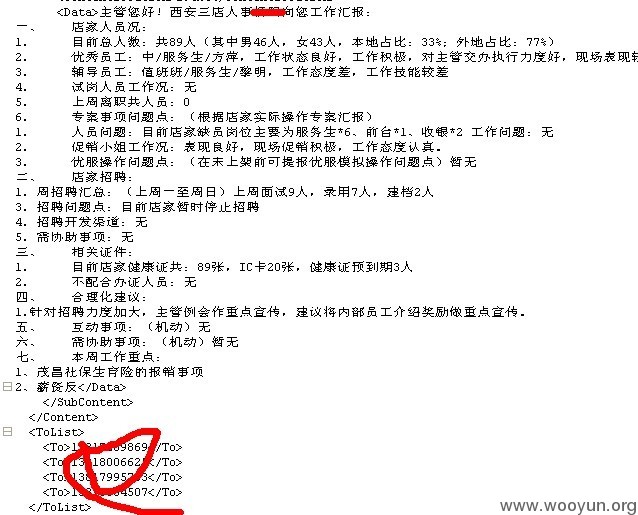 <Data>主管您好! 西安三店人事 向您工作汇报:
一、 店家人员况:
1. 目前总人数: 共89人 (其中男46人, 女43人, 本地占比: 33%; 外地占比: 77%)
2. 优秀员工: 中/服务生/方萍, 工作状态良好, 工作积极, 对主管交办执行力度好, 现场表现较
3. 辅导员工: 值班班/服务生/黎明, 工作态度差, 工作技能较差
4. 试岗人员工作况: 无
5. 上周离职共人员: 0
6. 专案事项问题点: (根据店家实际操作专案汇报)
1. 人员问题: 目前店家缺员岗位主要为服务生*6、前台*1、收银*2 工作问题: 无
2. 促销小姐工作况: 表现良好, 现场促销积极, 工作态度认真。
3. 优服操作问题点: (在未上架前可提报优服模拟操作问题点) 暂无
二、 店家招聘:
1. 周招聘汇总: (上周一至周日) 上周面试9人, 录用7人, 建档2人
3. 招聘问题点: 目前店家暂时停止招聘
4. 招聘开发渠道: 无
5. 需协助事项: 无
三、 相关证件:
1. 目前店家健康证共: 89张, IC卡20张, 健康证预到期3人
2. 不配合办证人员: 无
四、 合理化建议:
1.针对招聘力度加大, 主管例会作重点宣传, 建议将内部员工介绍奖励做重点宣传。
五、 互动事项: (机动) 无
六、 需协助事项: (机动) 暂无
七、 本周工作重点:
1、茂昌社保生育险的报销事项
2、薪资反</Data>
</SubContent>
</Content>
<ToList>
<To> </To>
<To> </To>
<To> </To>
<To> </To>
</ToList>
www.wooyun.org